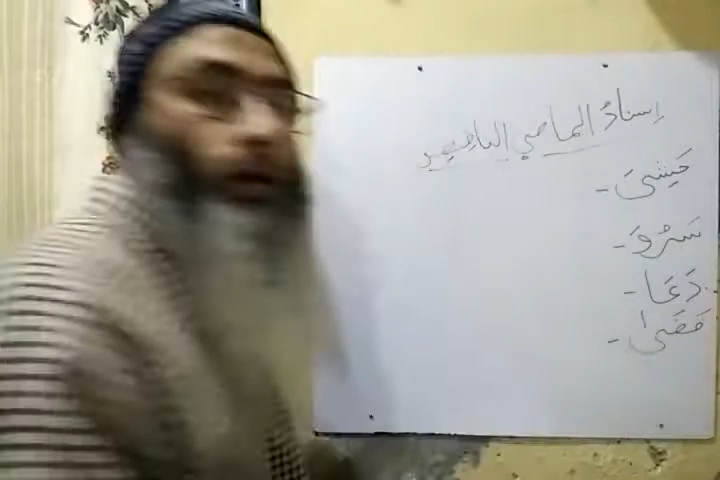 إسنادُ الماضي الناقص
خَشِيَ -
سَرُوَ -
دَعَا -
قَضَى -